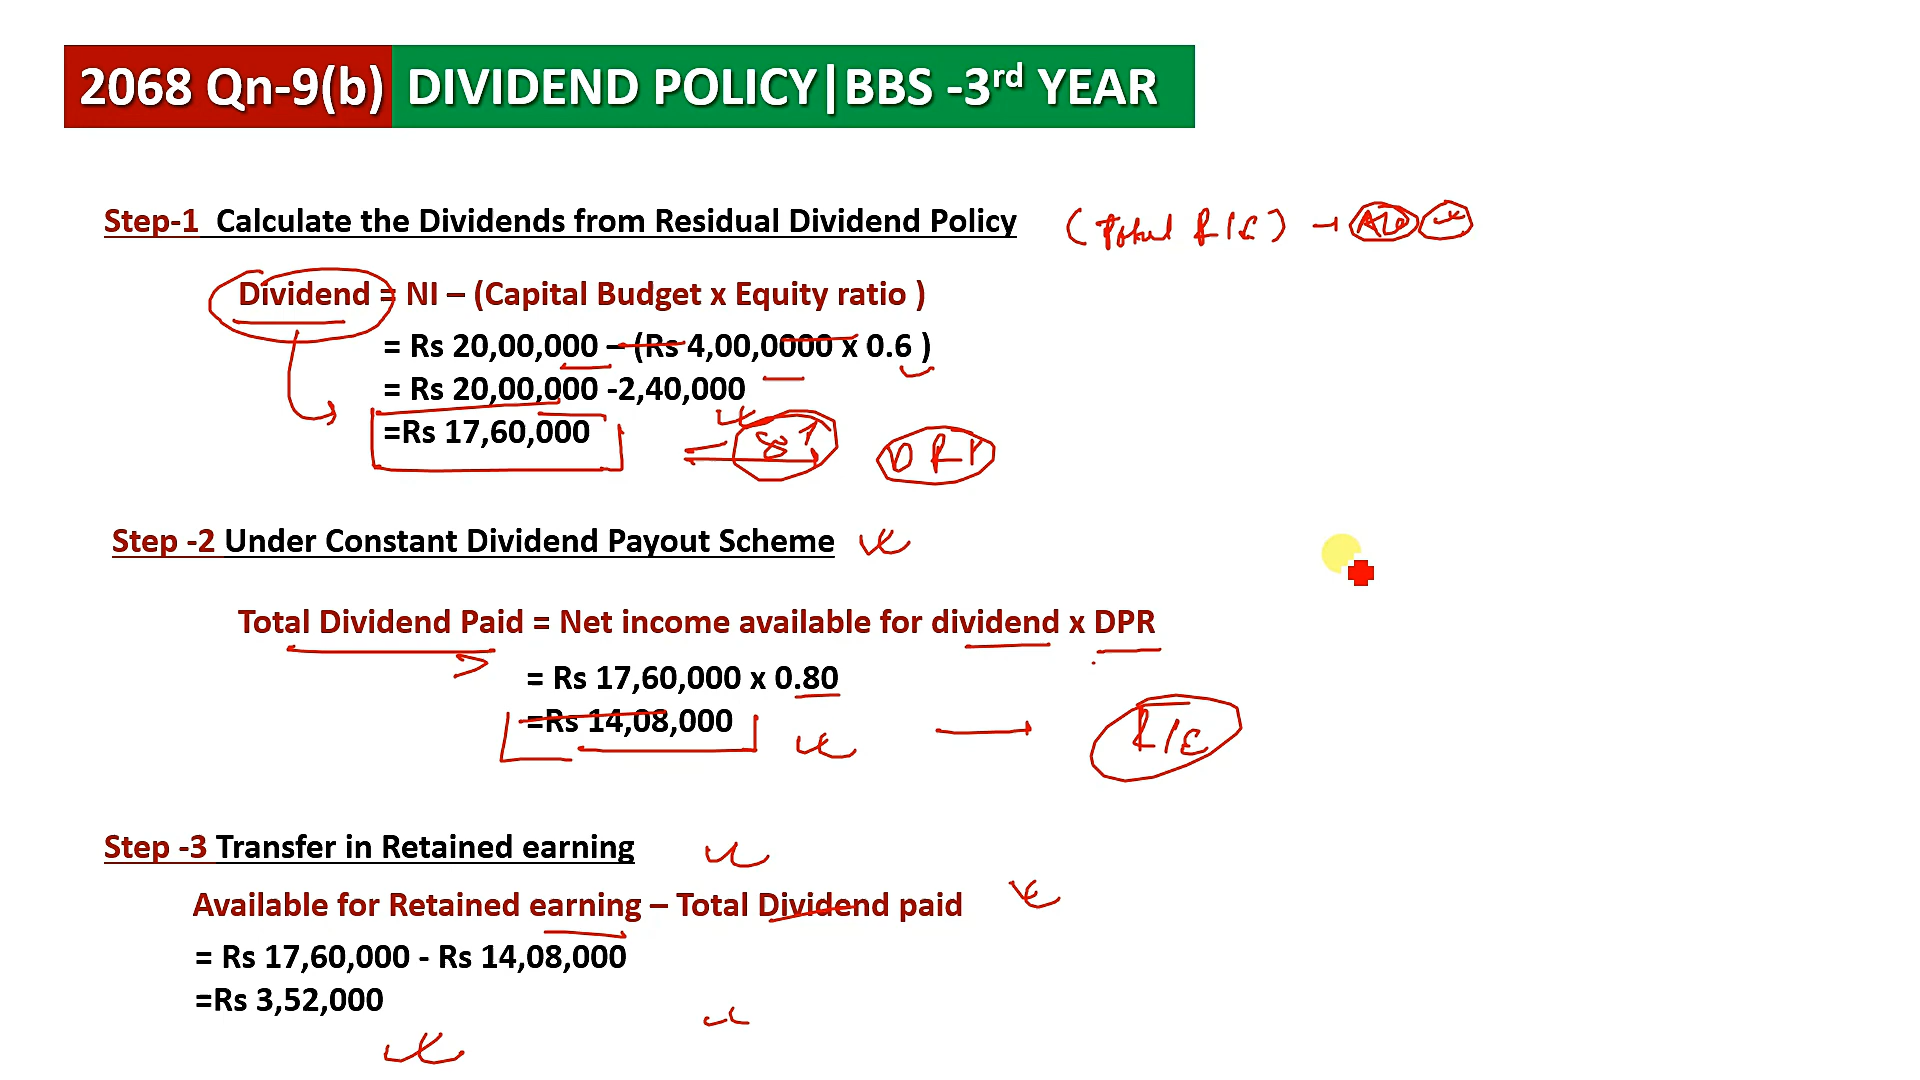 2068 Qn-9(b) DIVIDEND POLICY|BBS -3rd YEAR
Step-1 Calculate the Dividends from Residual Dividend Policy (Total R/E) →
Dividend = NI – (Capital Budget x Equity ratio )
= Rs 20,00,000 – (Rs 4,00,0000 x 0.6 )
= Rs 20,00,000 -2,40,000
=Rs 17,60,000
Step -2 Under Constant Dividend Payout Scheme
Total Dividend Paid = Net income available for dividend x DPR
= Rs 17,60,000 x 0.80
=Rs 14,08,000 R/E
Step -3 Transfer in Retained earning
Available for Retained earning – Total Dividend paid
= Rs 17,60,000 - Rs 14,08,000
=Rs 3,52,000